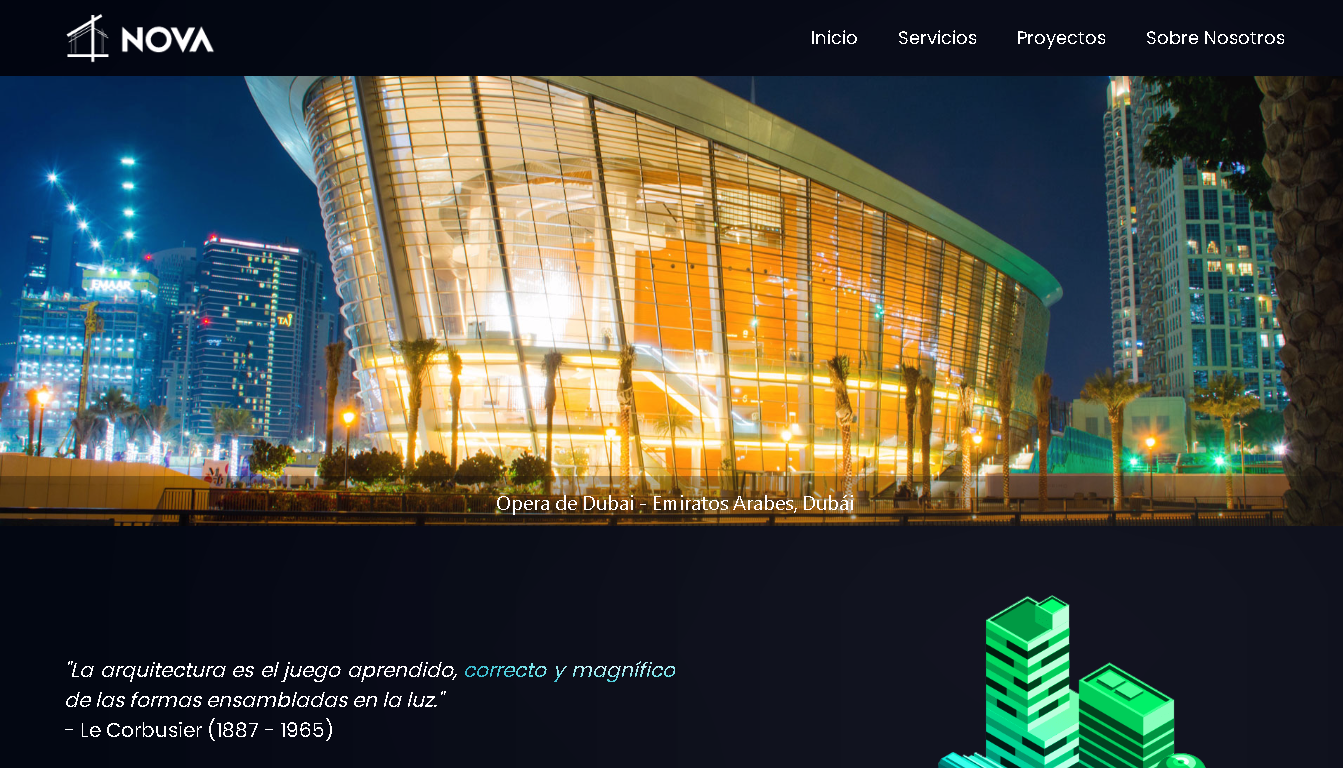 NOVA
Inicio Servicios Proyectos Sobre Nosotros
EMAAR
TAJ
Opera de Dubai - Emiratos Arabes, Dubái
"La arquitectura es el juego aprendido, correcto y magnífico
de las formas ensambladas en la luz."
- Le Corbusier (1887 - 1965)